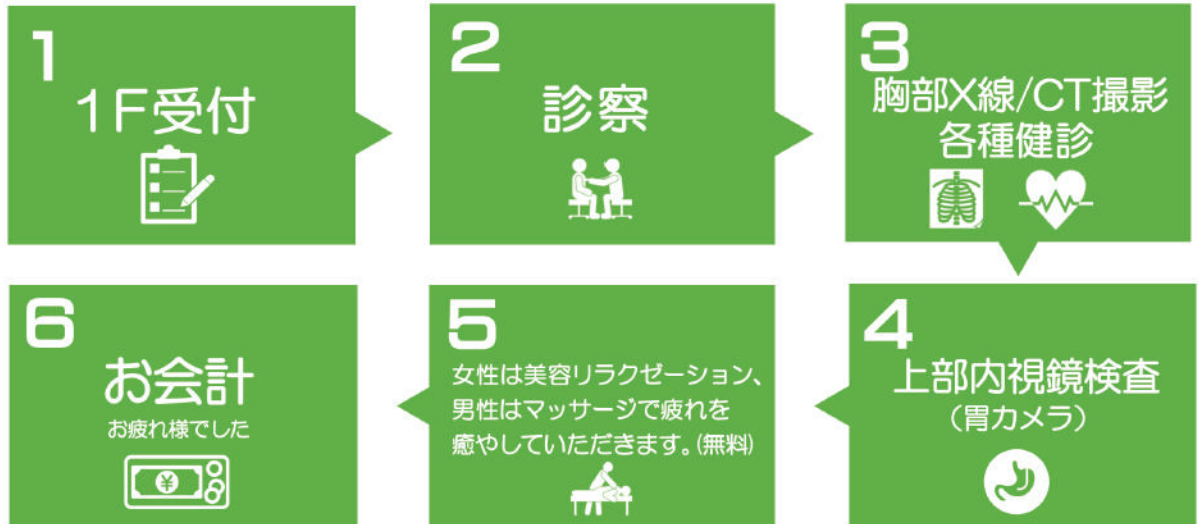 1
1F受付
2
診察
3
胸部X線/CT撮影
各種健診
4
上部内視鏡検査
（胃カメラ）
5
女性は美容リラクゼーション、
男性はマッサージで疲れを
癒やしていただきます。(無料)
6
お会計
お疲れ様でした
¥